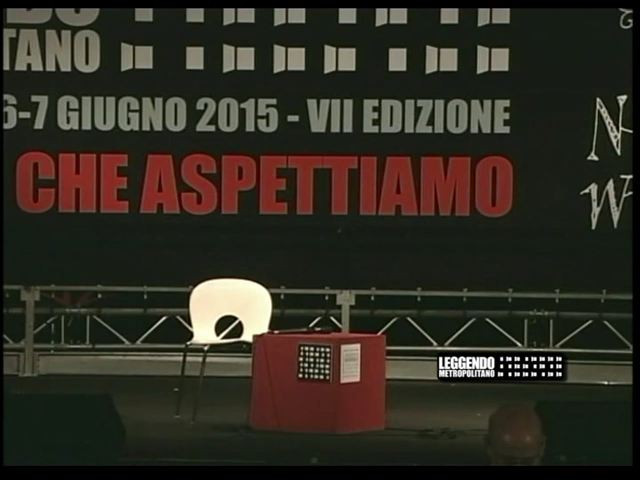 TANO
6-7 GIUGNO 2015 - VII EDIZIONE
CHE ASPETTIAMO
N
W
LEGGENDO
METROPOLITANO